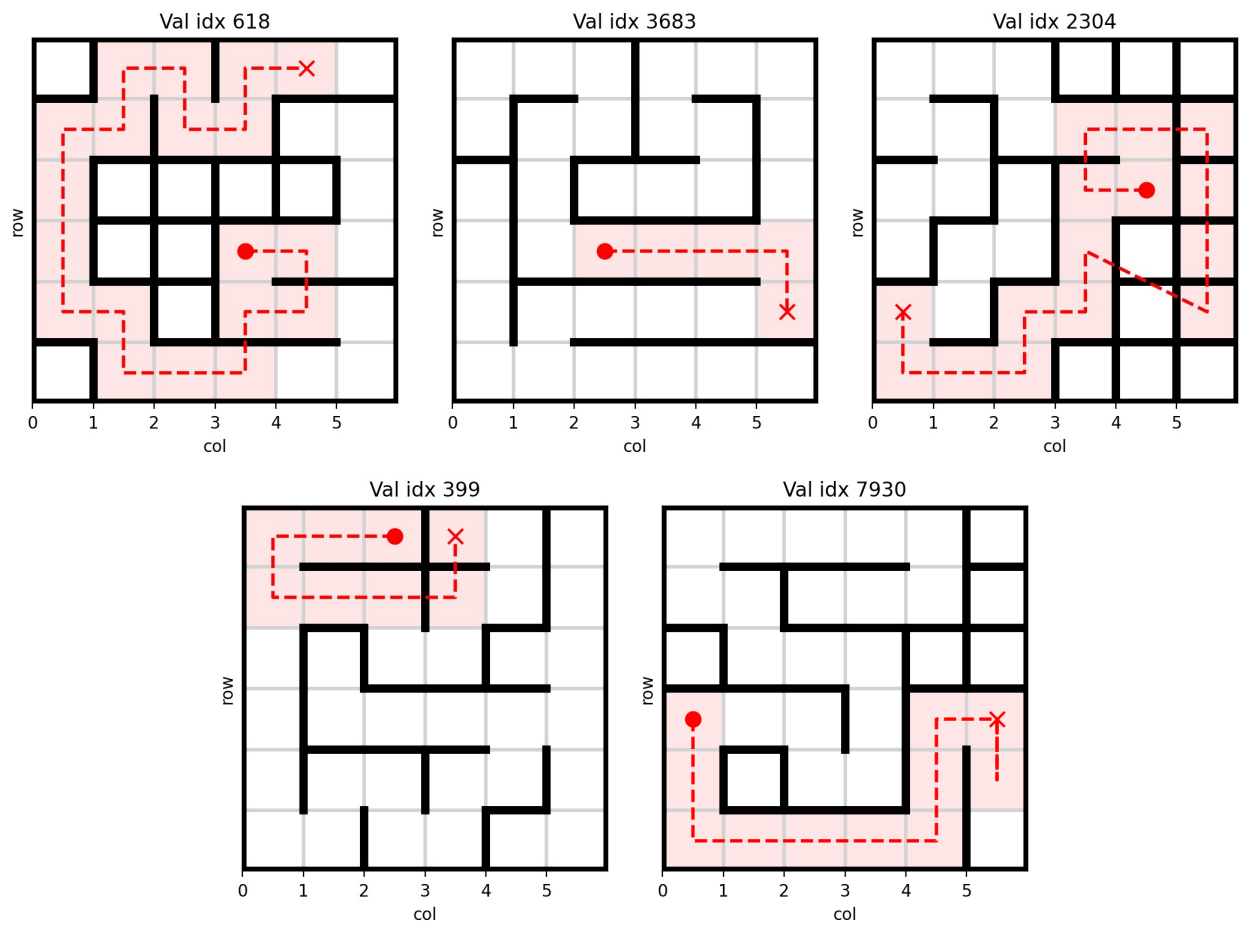 Val idx 618
Val idx 3683
Val idx 2304
row
row
row
0 1 2 3 4 5
0 1 2 3 4 5
0 1 2 3 4 5
col
col
col
Val idx 399
Val idx 7930
row
row
0 1 2 3 4 5
0 1 2 3 4 5
col
col